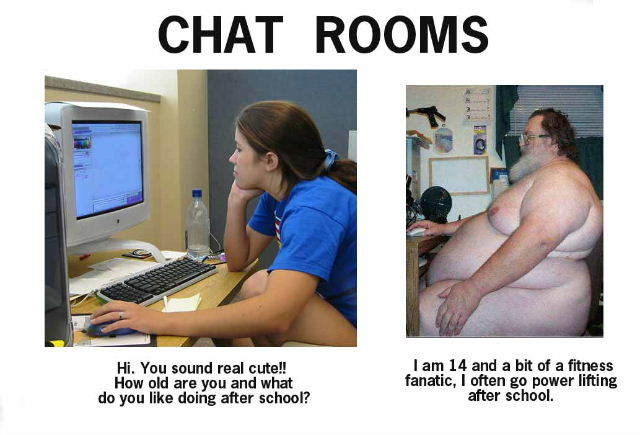 CHAT ROOMS
Hi. You sound real cute!!
How old are you and what
do you like doing after school?
I am 14 and a bit of a fitness
fanatic, I often go power lifting
after school.